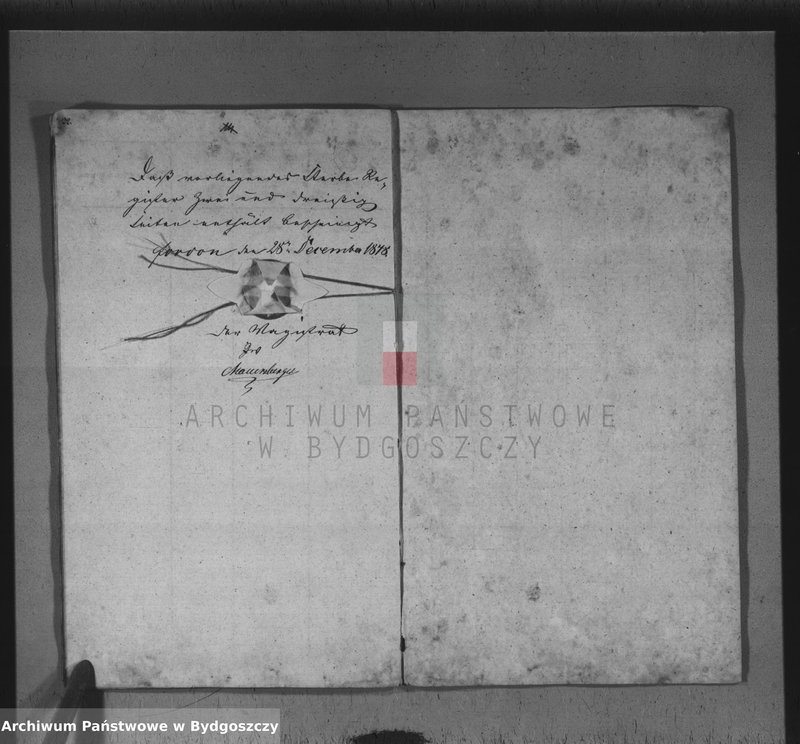 Daß vorliegendes Sterbe-Re-
gister zwei und dreißig
Seiten enthält bescheinigt
Fordon den 28ten December 1878
Der Magistrat
ARCHIWUM PAŃSTWOWE
W BYDGOSZCZY
Archiwum Państwowe w Bydgoszczy